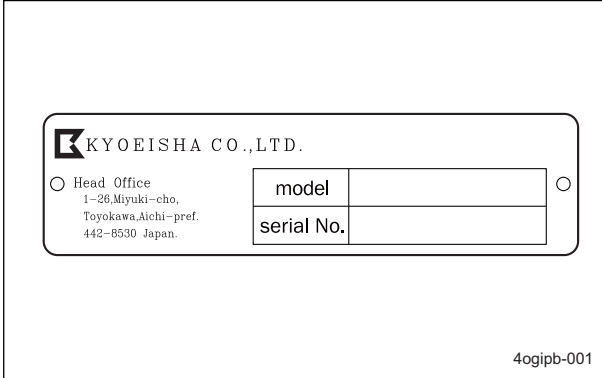 KYOEISHA CO.,LTD.
Head Office
1-26,Miyuki-cho,
Toyokawa,Aichi-pref.
442-8530 Japan.
model
serial No.
4ogipb-001